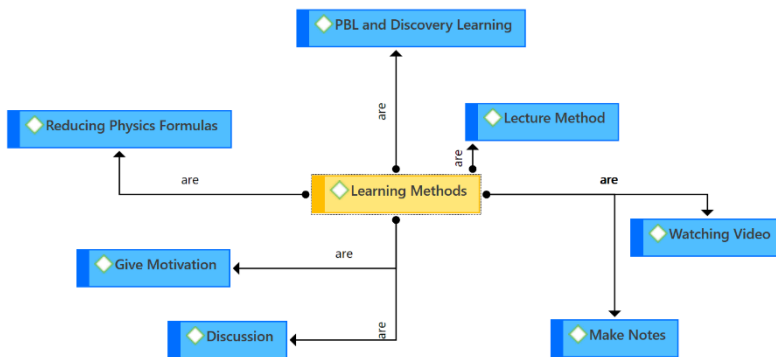 PBL and Discovery Learning
are
Lecture Method
Reducing Physics Formulas
are
are
are
Learning Methods
Watching Video
are
Give Motivation
are
Discussion
Make Notes